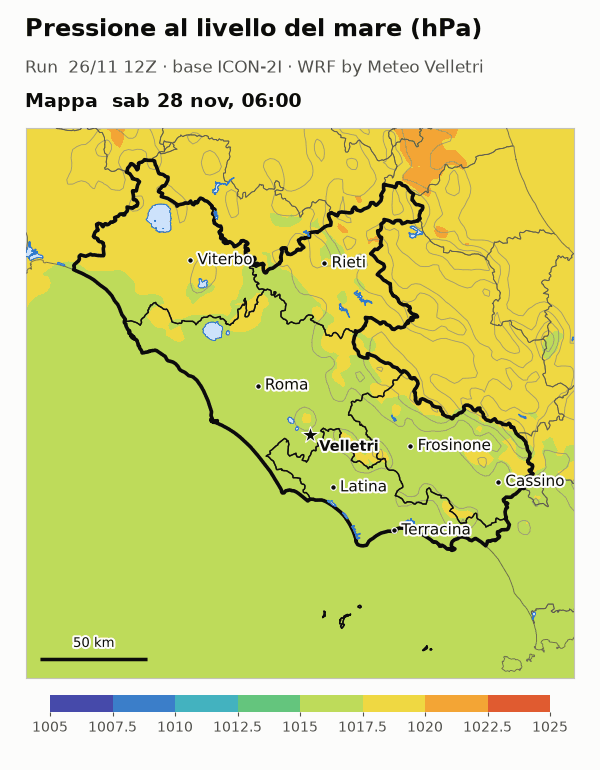 Pressione al livello del mare (hPa)
Run  26/11 12Z · base ICON-2I · WRF by Meteo Velletri
Mappa  sab 28 nov, 06:00
Viterbo
Rieti
Roma
Velletri
Frosinone
Cassino
Latina
Terracina
50 km
1005 1007.5 1010 1012.5 1015 1017.5 1020 1022.5 1025